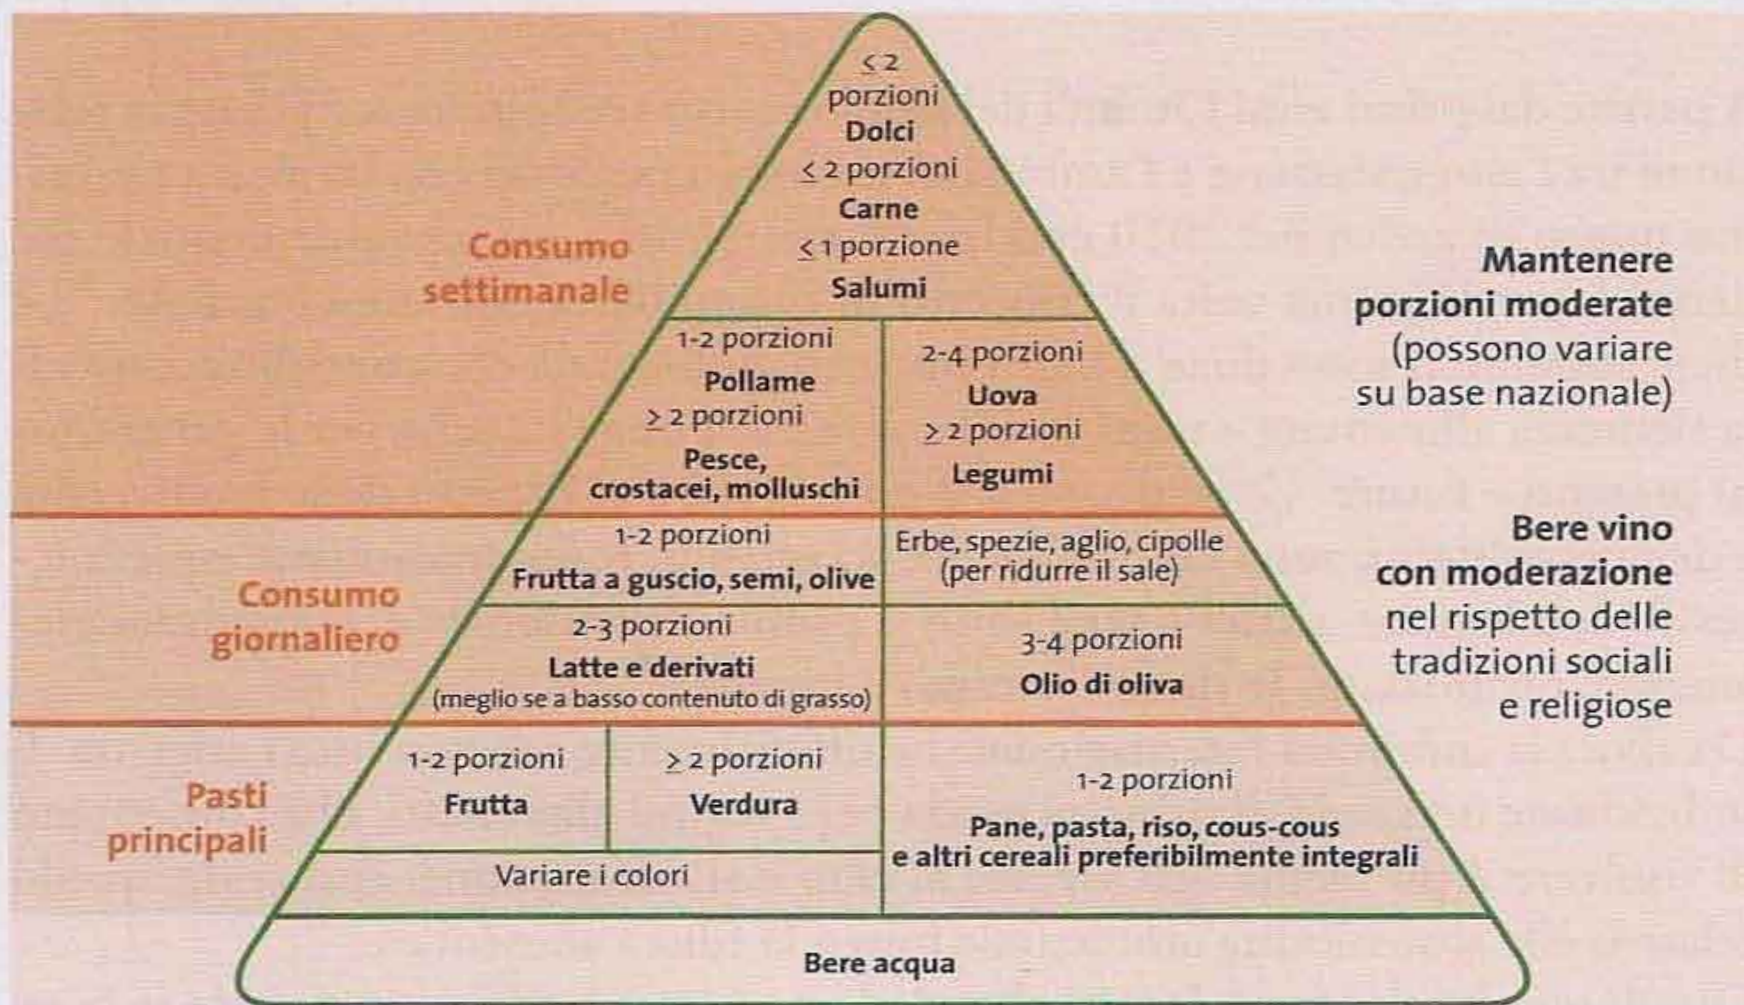 ≤ 2
porzioni
Dolci
≤ 2 porzioni
Carne
≤ 1 porzione
Salumi
Consumo
settimanale
1-2 porzioni
Pollame
≥ 2 porzioni
Pesce,
crostacei, molluschi
2-4 porzioni
Uova
≥ 2 porzioni
Legumi
Mantenere
porzioni moderate
(possono variare
su base nazionale)
Consumo
giornaliero
1-2 porzioni
Frutta a guscio, semi, olive
Erbe, spezie, aglio, cipolle
(per ridurre il sale)
2-3 porzioni
Latte e derivati
(meglio se a basso contenuto di grasso)
3-4 porzioni
Olio di oliva
Bere vino
con moderazione
nel rispetto delle
tradizioni sociali
e religiose
Pasti
principali
1-2 porzioni
Frutta
≥ 2 porzioni
Verdura
Variare i colori
1-2 porzioni
Pane, pasta, riso, cous-cous
e altri cereali preferibilmente integrali
Bere acqua